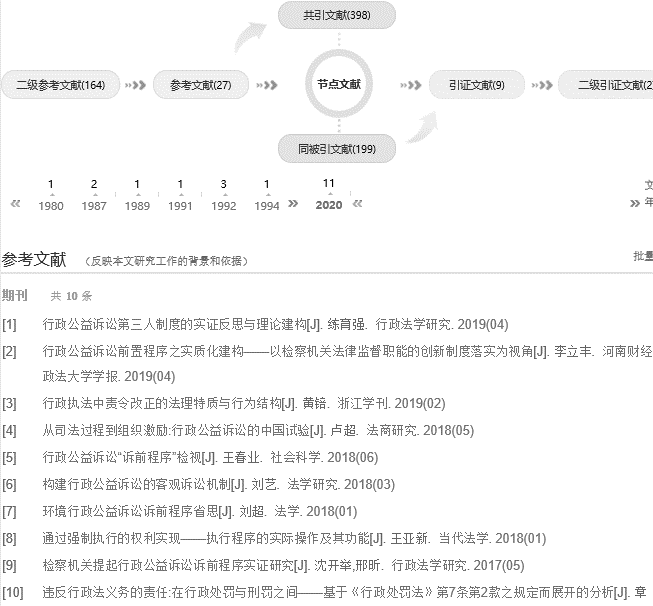 共引文献(398)
二级参考文献(164)
参考文献(27)
节点文献
引证文献(9)
二级引证文献(2
同被引文献(199)
1 2 1 1 3 1 11
1980 1987 1989 1991 1992 1994 2020
文
年
参考文献 (反映本文研究工作的背景和依据)
批量
期刊 共 10 条
[1] 行政公益诉讼第三人制度的实证反思与理论建构[J]. 练育强. 行政法学研究. 2019(04)
[2] 行政公益诉讼前置程序之实质化建构——以检察机关法律监督职能的创新制度落实为视角[J]. 李立丰. 河南财经
政法大学学报. 2019(04)
[3] 行政执法中责令改正的法理特质与行为结构[J]. 黄锫. 浙江学刊. 2019(02)
[4] 从司法过程到组织激励:行政公益诉讼的中国试验[J]. 卢超. 法商研究. 2018(05)
[5] 行政公益诉讼“诉前程序”检视[J]. 王春业. 社会科学. 2018(06)
[6] 构建行政公益诉讼的客观诉讼机制[J]. 刘艺. 法学研究. 2018(03)
[7] 环境行政公益诉讼诉前程序省思[J]. 刘超. 法学. 2018(01)
[8] 通过强制执行的权利实现——执行程序的实际操作及其功能[J]. 王亚新. 当代法学. 2018(01)
[9] 检察机关提起行政公益诉讼诉前程序实证研究[J]. 沈开举,邢昕. 行政法学研究. 2017(05)
[10] 违反行政法义务的责任:在行政处罚与刑罚之间——基于《行政处罚法》第7条第2款之规定而展开的分析[J]. 章